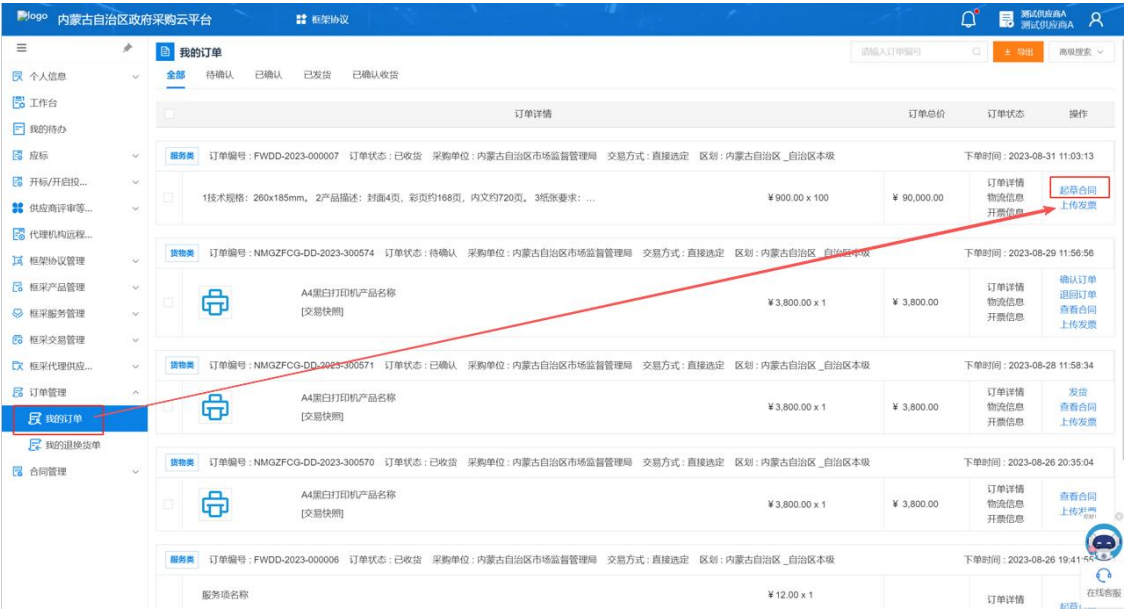 logo 内蒙古自治区政府采购云平台 框架协议 测试供应商A
测试供应商A
我的订单 请输入订单编号 导出 高级搜索
个人信息 全部 待确认 已确认 已发货 已确认收货
工作台
订单详情 订单总价 订单状态 操作
我的待办
应标
服务类 订单编号 : FWDD-2023-000007 订单状态 : 已收货 采购单位 : 内蒙古自治区市场监督管理局 交易方式 : 直接选定 区划 : 内蒙古自治区 _自治区本级 下单时间 : 2023-08-31 11:03:13
开标/开启投...
供应商评审等...
1技术规格: 260x185mm。 2产品描述: 封面4页, 彩页约168页, 内文约720页。 3纸张要求: ... ¥900.00 x 100 ¥ 90,000.00
订单详情 起草合同
物流信息 上传发票
开票信息
代理机构远程...
货物类 订单编号 : NMGZFCG-DD-2023-300574 订单状态 : 待确认 采购单位 : 内蒙古自治区市场监督管理局 交易方式 : 直接选定 区划 : 内蒙古自治区 _自治区本级 下单时间 : 2023-08-29 11:56:56
框架协议管理
框采产品管理
A4黑白打印机产品名称
[交易快照]
¥3,800.00 x 1 ¥ 3,800.00
订单详情
物流信息
开票信息
确认订单
退回订单
查看合同
上传发票
框采服务管理
框采交易管理
框采代理供应...
货物类 订单编号 : NMGZFCG-DD-2023-300571 订单状态 : 已确认 采购单位 : 内蒙古自治区市场监督管理局 交易方式 : 直接选定 区划 : 内蒙古自治区 _自治区本级 下单时间 : 2023-08-28 11:58:34
订单管理
我的订单
A4黑白打印机产品名称
[交易快照]
¥3,800.00 x 1 ¥ 3,800.00
订单详情 发货
物流信息 查看合同
开票信息 上传发票
我的退换货单
合同管理
货物类 订单编号 : NMGZFCG-DD-2023-300570 订单状态 : 已收货 采购单位 : 内蒙古自治区市场监督管理局 交易方式 : 直接选定 区划 : 内蒙古自治区 _自治区本级 下单时间 : 2023-08-26 20:35:04
A4黑白打印机产品名称
[交易快照]
¥3,800.00 x 1 ¥ 3,800.00
订单详情 查看合同
物流信息 上传发票
开票信息
服务类 订单编号 : FWDD-2023-000006 订单状态 : 已收货 采购单位 : 内蒙古自治区市场监督管理局 交易方式 : 直接选定 区划 : 内蒙古自治区 _自治区本级 下单时间 : 2023-08-26 19:41:55
服务项名称 ¥12.00 x 1 订单详情
在线客服